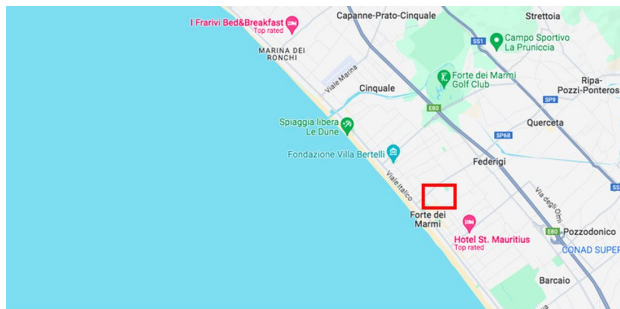 I Frarivi Bed&Breakfast
Top rated
Capanne-Prato-Cinquale
Strettoia
MARINA DEI
RONCHI
SS1
Campo Sportivo
La Pruniccia
Viale Marina
Cinquale
Forte dei Marmi
Golf Club
Ripa-
Pozzi-Ponteros
SP9
E80
Spiaggia libera
Le Dune
Querceta
SP68
Fondazione Villa Bertelli
Federigi
Viale Italico
SS
Via degli Olmi
Forte dei
Marmi
E80
Pozzodonico
Hotel St. Mauritius
Top rated
CONAD SUPER
Barcaio